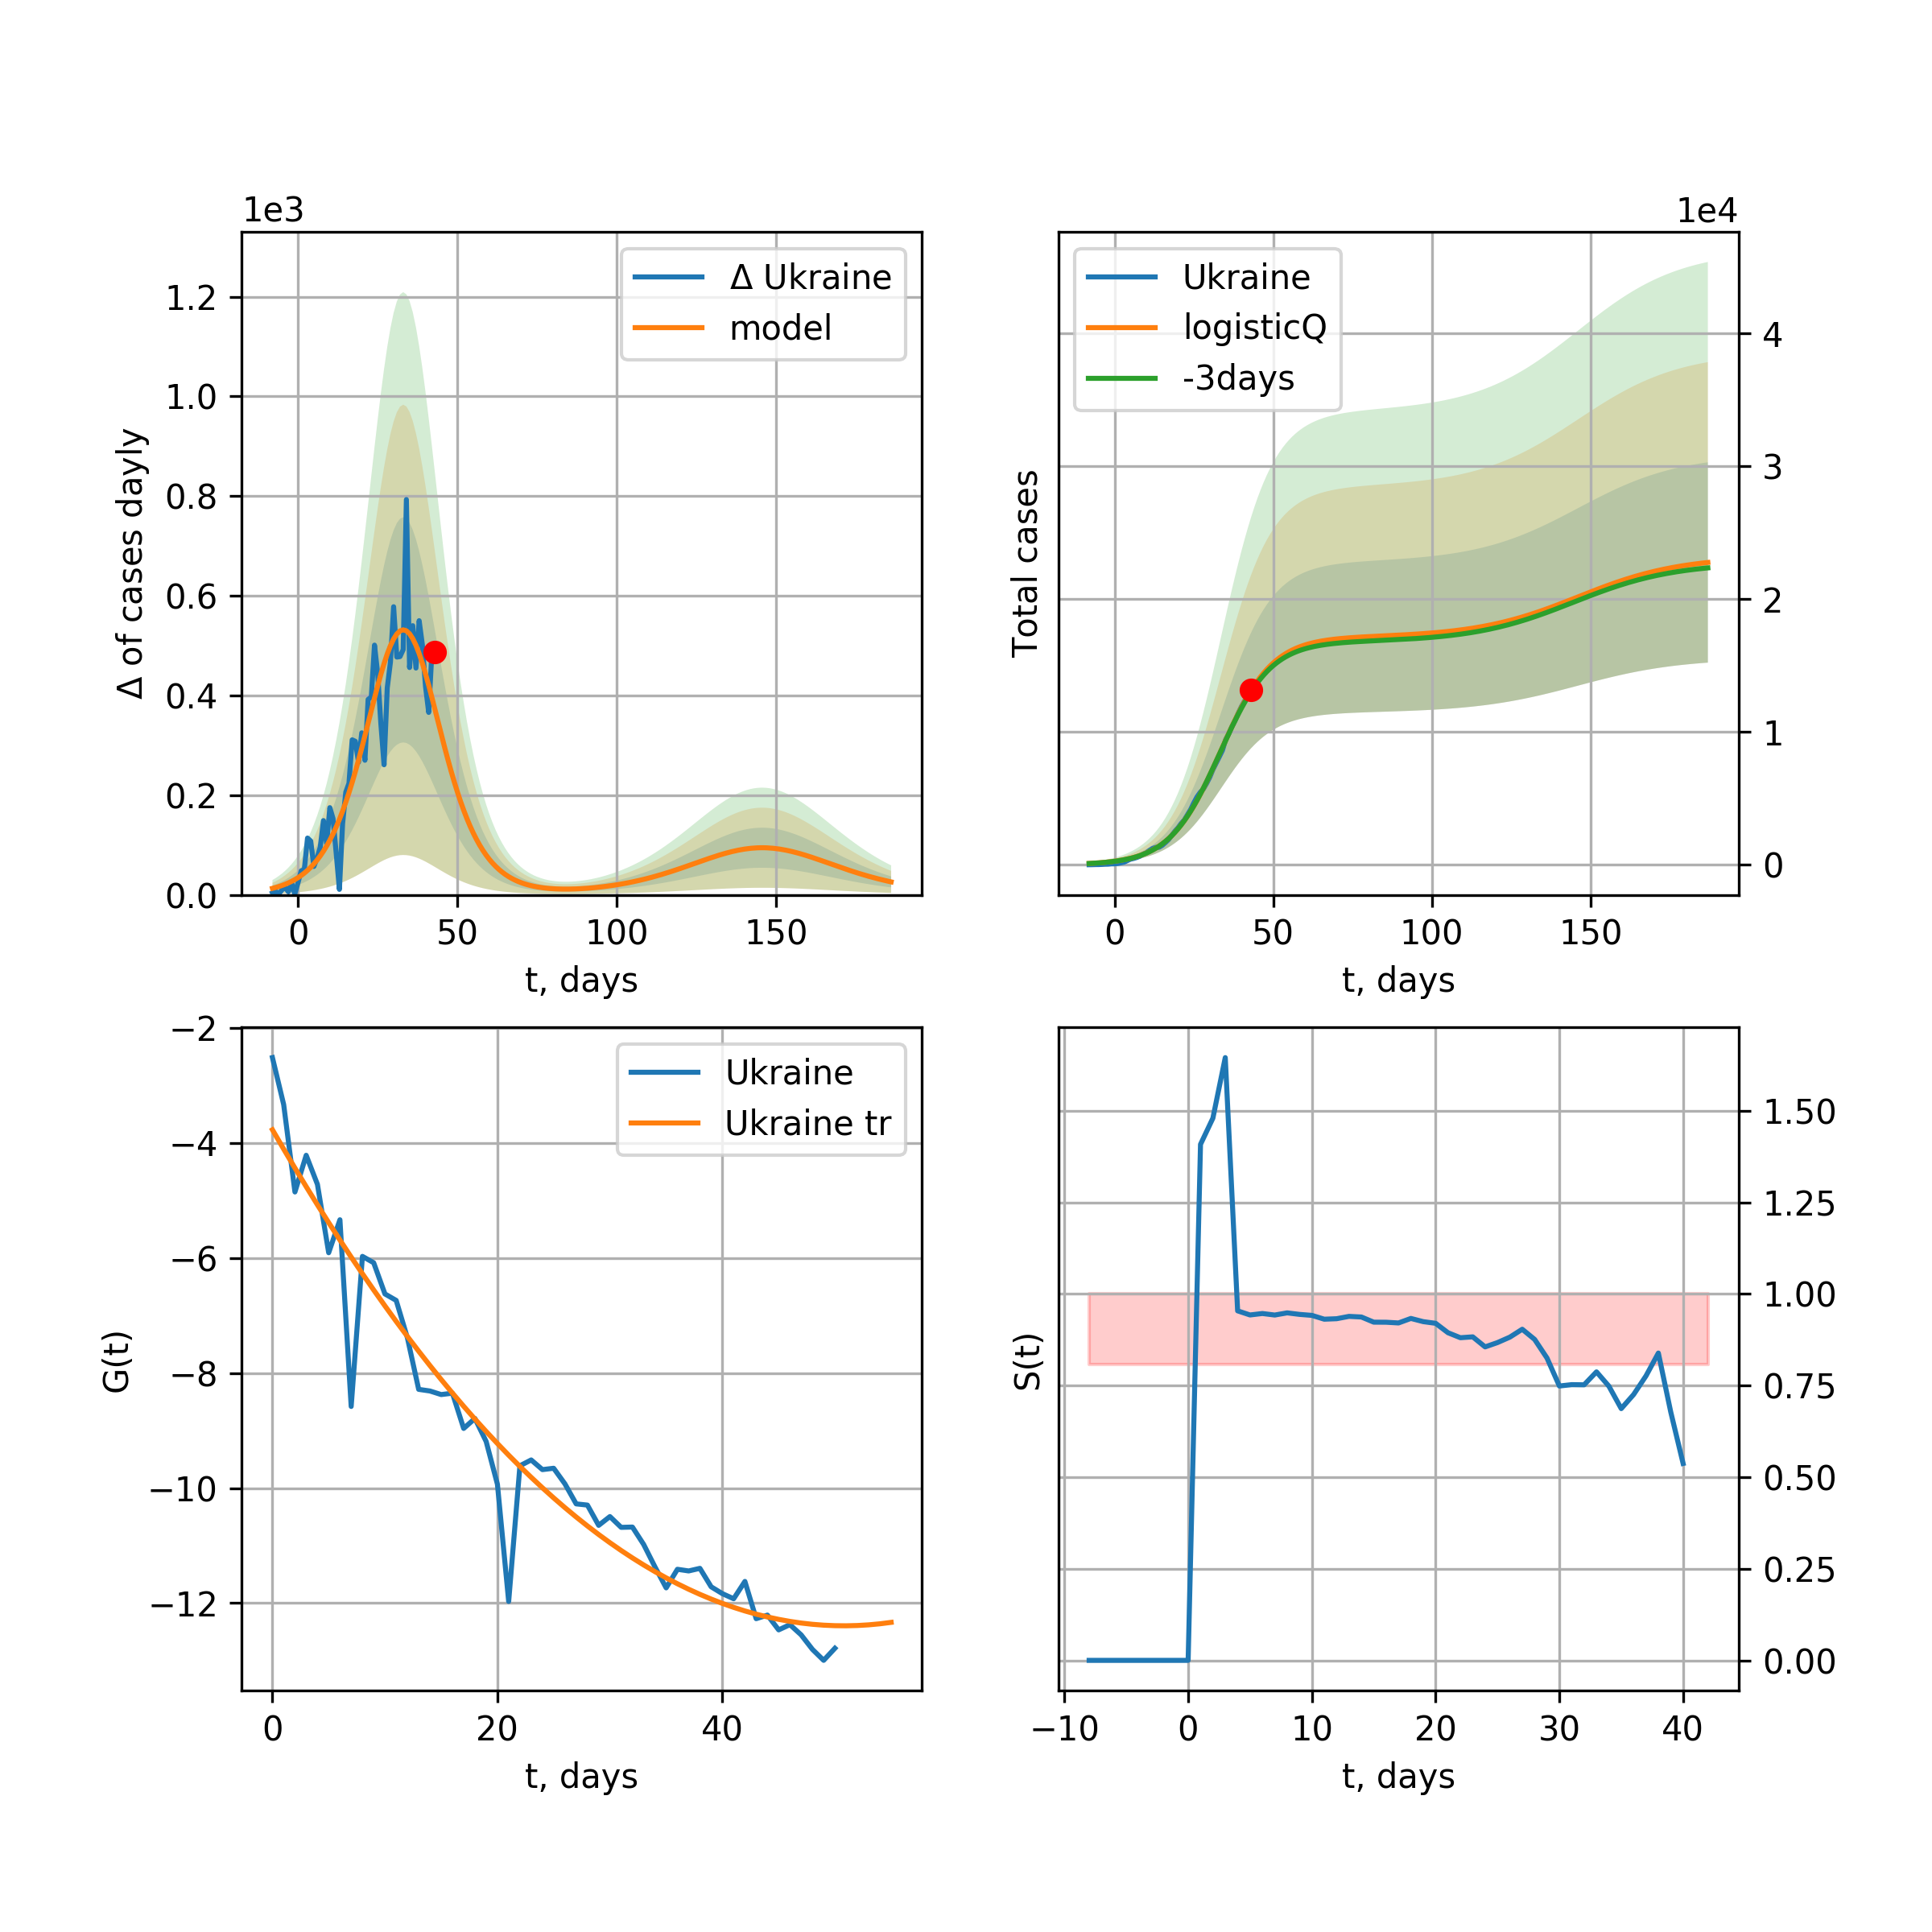 1e3
Δ Ukraine
model
1.2
1.0
0.8
0.6
0.4
0.2
0.0
Δ of cases dayly
0 50 100 150
t, days
1e4
Ukraine
logisticQ
-3days
4
3
2
1
0
Total cases
0 50 100 150
t, days
Ukraine
Ukraine tr
−2
−4
−6
−8
−10
−12
G(t)
0 20 40
t, days
1.50
1.25
1.00
0.75
0.50
0.25
0.00
S(t)
−10 0 10 20 30 40
t, days